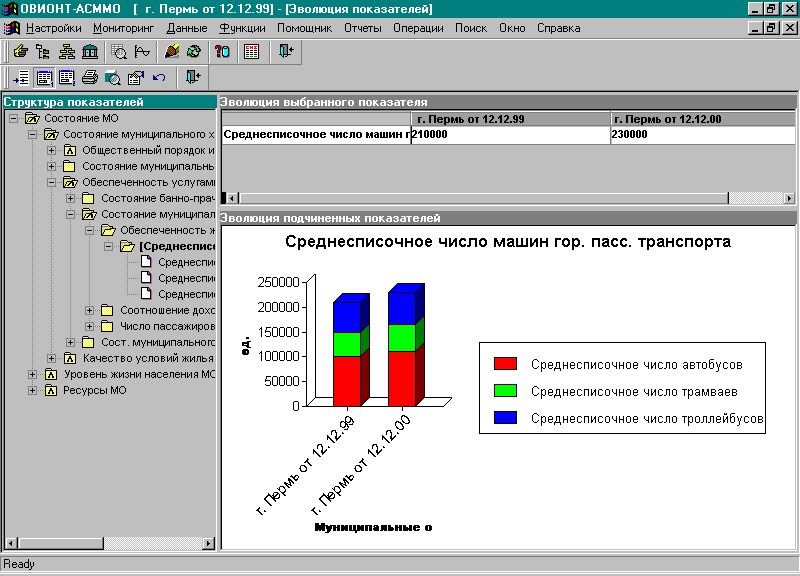 ОВИОНТ-АСММО [ г. Пермь от 12.12.99] - [Эволюция показателей]
Настройки Мониторинг Данные Функции Помощник Отчеты Операции Поиск Окно Справка
Структура показателей
Состояние МО
Состояние муниципального х
Общественный порядок и
Состояние муниципальнь
Обеспеченность услугами
Состояние банно-прач
Состояние муниципал
Обеспеченность ж
[Среднеспис
Среднеспи
Среднеспи
Среднеспи
Соотношение дохо
Число пассажиров
Сост. муниципального
Качество условий жилья
Уровень жизни населения МО
Ресурсы МО
Эволюция выбранного показателя
г. Пермь от 12.12.99 г. Пермь от 12.12.00
Среднесписочное число машин г 210000 230000
Эволюция подчиненных показателей
Среднесписочное число машин гор. пасс. транспорта
250000
200000
150000
100000
50000
0
ед.
г. Пермь от 12.12.99
г. Пермь от 12.12.00
Муниципальные о
Среднесписочное число автобусов
Среднесписочное число трамваев
Среднесписочное число троллейбусов
Ready